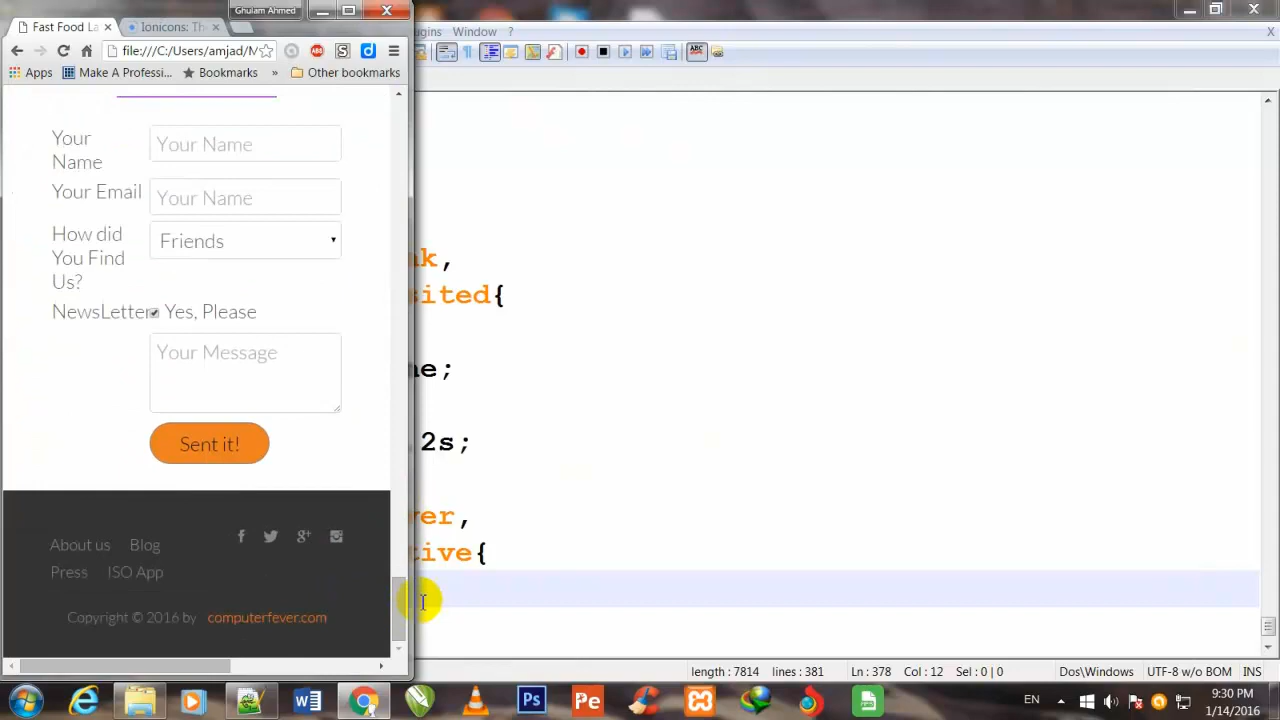 Ghulam Ahmed
Fast Food La
Ionicons: Th
file:///C:/Users/amjad/M
Apps
Make A Professi...
Bookmarks
»
Other bookmarks
Window
?
X
Your Name
Your Name
Your Email
Your Name
How did You Find Us?
Friends
NewsLetter
Yes, Please
Your Message
Sent it!
About us
Blog
Press
ISO App
Copyright © 2016 by computerfever.com
k,
sited{
e;
2s;
ver,
tive{
length : 7814
lines : 381
Ln : 378
Col : 12
Sel : 0 | 0
Dos\Windows
UTF-8 w/o BOM
INS
EN
9:30 PM
1/14/2016